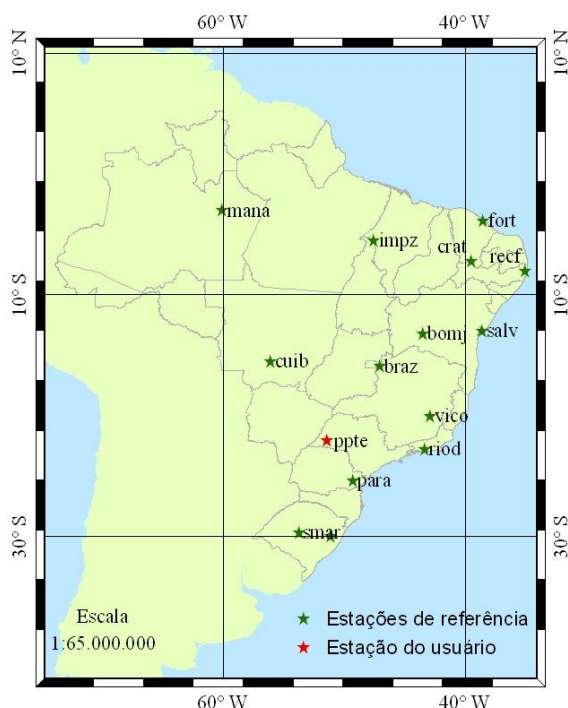 60° W 40° W
10° N 10° N
fort
mana
impz
crat recf
10° S 10° S
bomj salv
cuib braz
vico
ppte
riod
para
30° S smar 30° S
Escala
1:65.000.000
Estações de referência
Estação do usuário
60° W 40° W